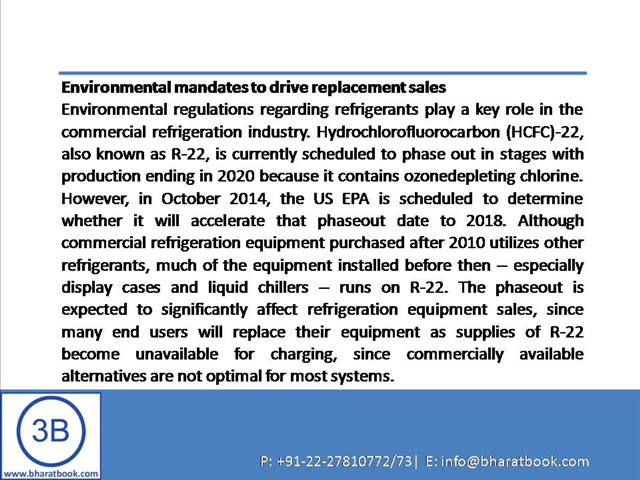 Environmental mandates to drive replacement sales
Environmental regulations regarding refrigerants play a key role in the
commercial refrigeration industry. Hydrochlorofluorocarbon (HCFC)-22,
also known as R-22, is currently scheduled to phase out in stages with
production ending in 2020 because it contains ozonedepleting chlorine.
However, in October 2014, the US EPA is scheduled to determine
whether it will accelerate that phaseout date to 2018. Although
commercial refrigeration equipment purchased after 2010 utilizes other
refrigerants, much of the equipment installed before then – especially
display cases and liquid chillers – runs on R-22. The phaseout is
expected to significantly affect refrigeration equipment sales, since
many end users will replace their equipment as supplies of R-22
become unavailable for charging, since commercially available
alternatives are not optimal for most systems.
3B
www.bharatbook.com
P: +91-22-27810772/73| E: info@bharatbook.com